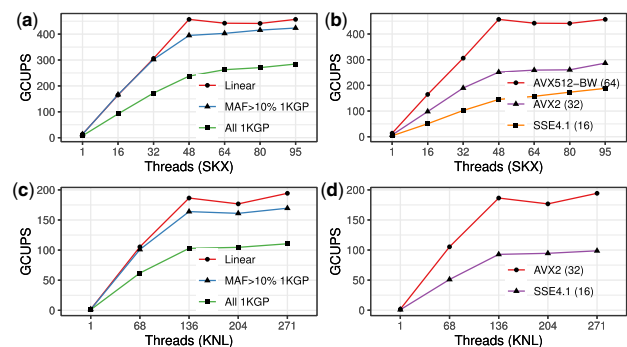 (a)
GCUPS
400
300
200
100
0
Linear
MAF>10% 1KGP
All 1KGP
1 16 32 48 64 80 95
Threads (SKX)
(b)
GCUPS
400
300
200
100
0
AVX512−BW (64)
AVX2 (32)
SSE4.1 (16)
1 16 32 48 64 80 95
Threads (SKX)
(c)
GCUPS
200
150
100
50
0
Linear
MAF>10% 1KGP
All 1KGP
1 68 136 204 271
Threads (KNL)
(d)
GCUPS
200
150
100
50
0
AVX2 (32)
SSE4.1 (16)
1 68 136 204 271
Threads (KNL)